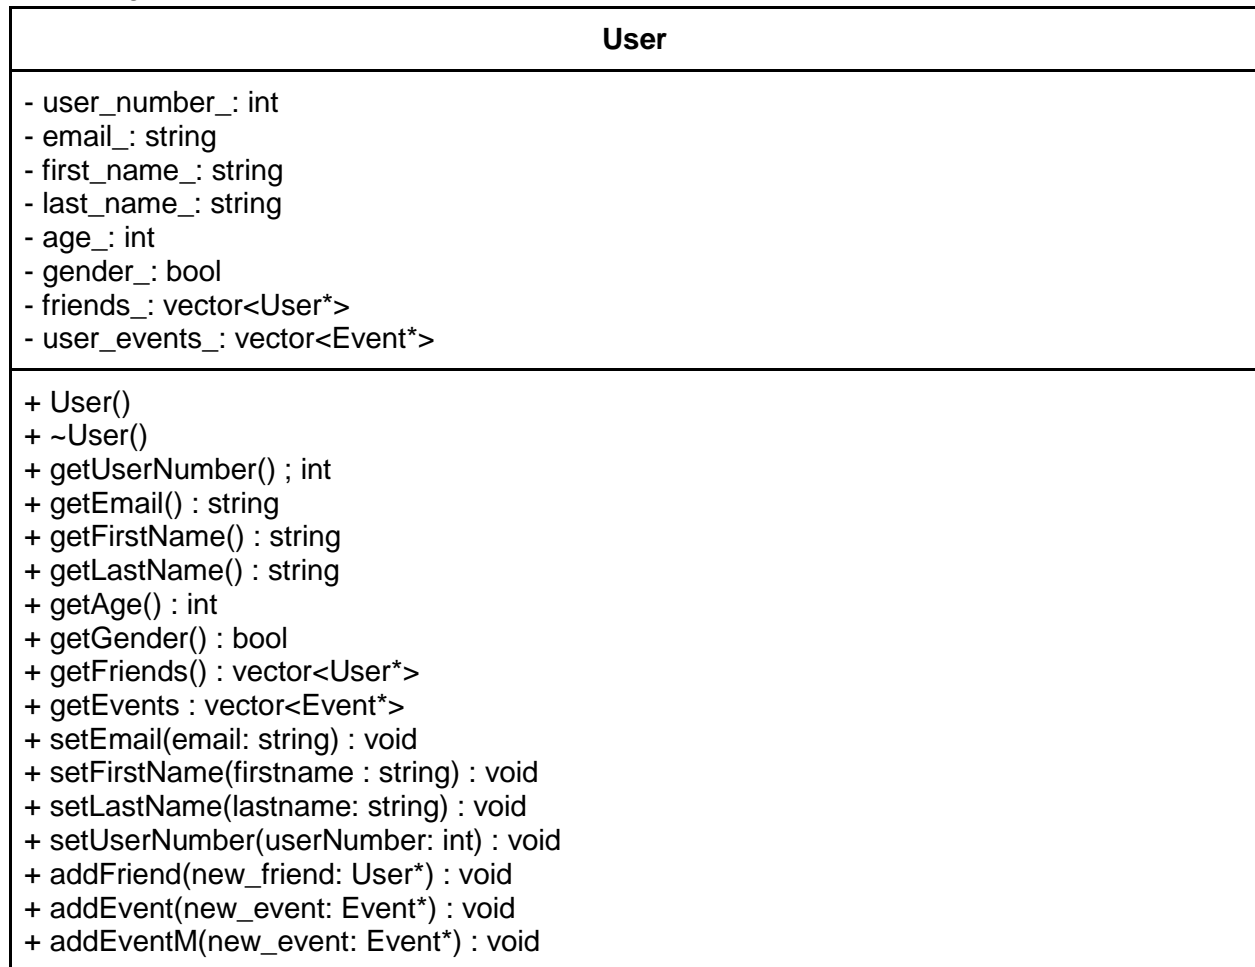 User
- user_number_: int
- email_: string
- first_name_: string
- last_name_: string
- age_: int
- gender_: bool
- friends_: vector<User*>
- user_events_: vector<Event*>
+ User()
+ ~User()
+ getUserNumber() ; int
+ getEmail() : string
+ getFirstName() : string
+ getLastName() : string
+ getAge() : int
+ getGender() : bool
+ getFriends() : vector<User*>
+ getEvents : vector<Event*>
+ setEmail(email: string) : void
+ setFirstName(firstname : string) : void
+ setLastName(lastname: string) : void
+ setUserNumber(userNumber: int) : void
+ addFriend(new_friend: User*) : void
+ addEvent(new_event: Event*) : void
+ addEventM(new_event: Event*) : void